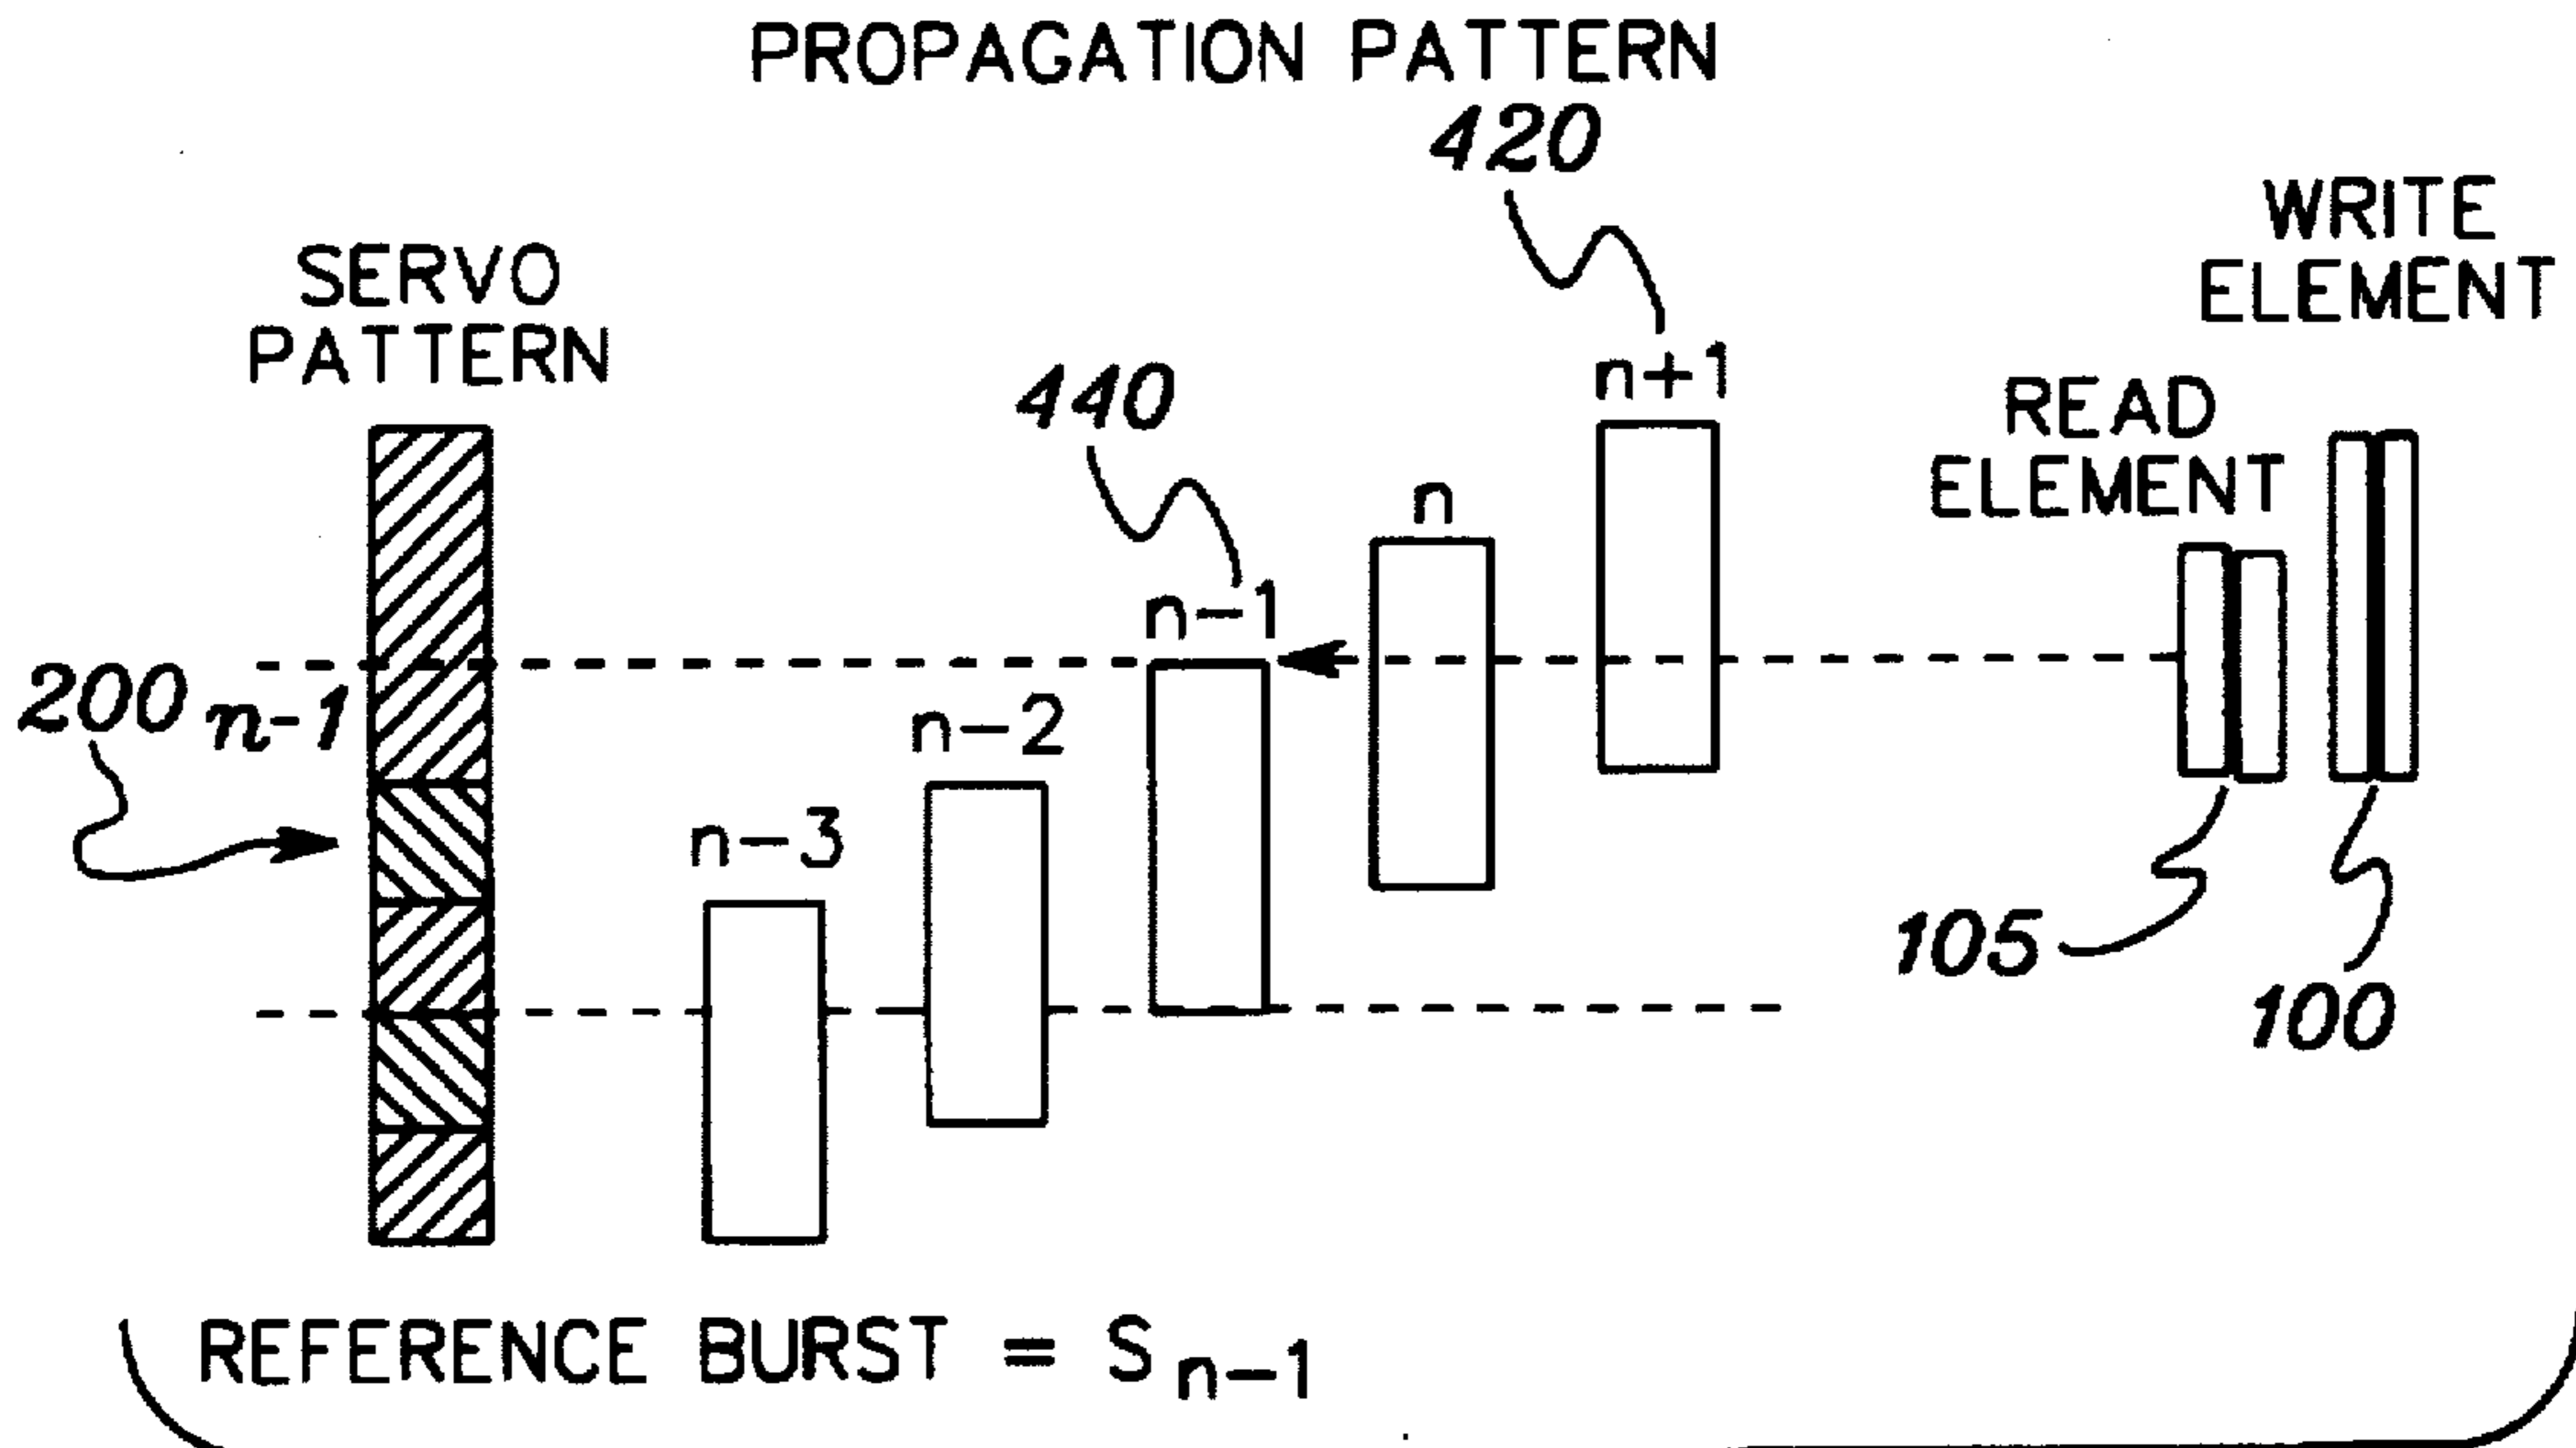 PROPAGATION PATTERN
420
WRITE
ELEMENT
SERVO
PATTERN
440
n+1
READ
ELEMENT
n
n-1
200
n-1
n-2
n-3
105
100
REFERENCE BURST = S n-1